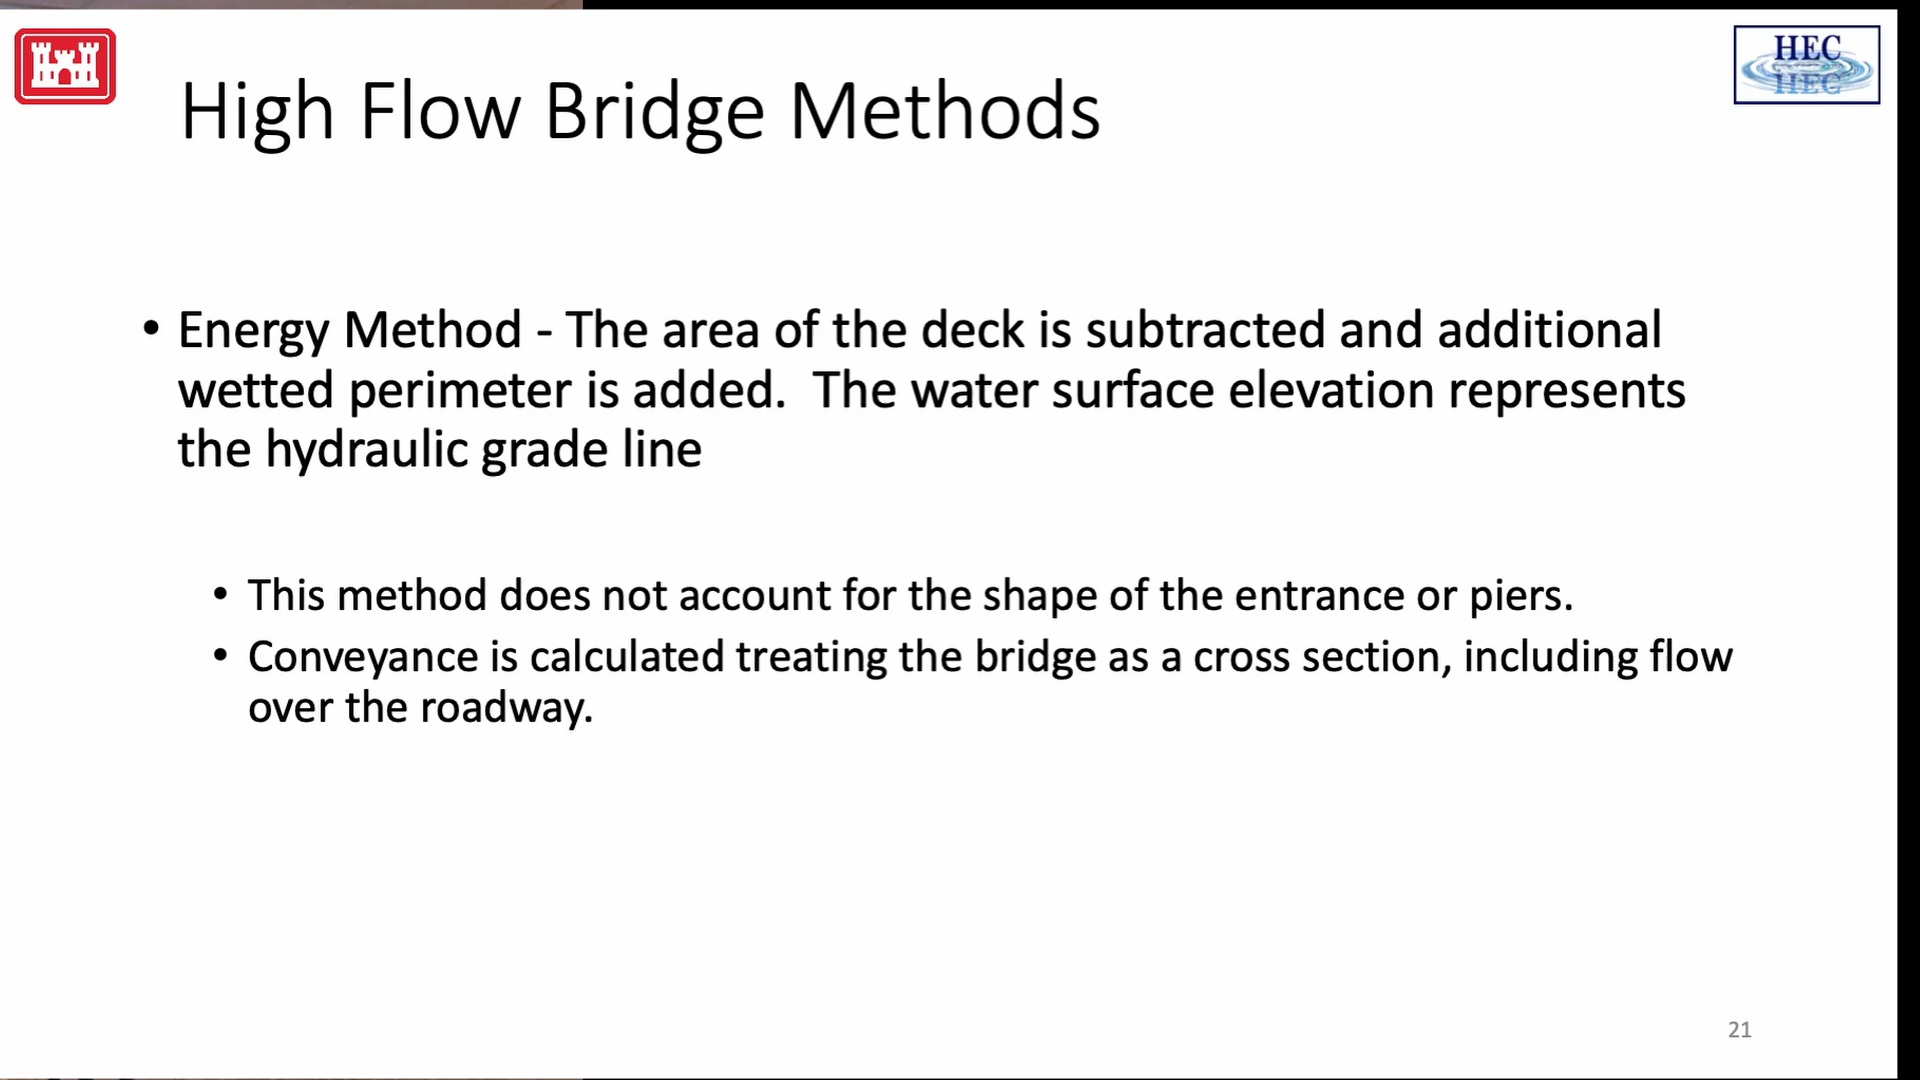 HEC
HEC
High Flow Bridge Methods
• Energy Method - The area of the deck is subtracted and additional
wetted perimeter is added.  The water surface elevation represents
the hydraulic grade line
• This method does not account for the shape of the entrance or piers.
• Conveyance is calculated treating the bridge as a cross section, including flow
over the roadway.
21